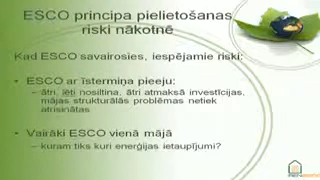 ESCO principa pielietošanas
riski nākotnē
Kad ESCO savairosies, iespējamie riski:
• ESCO ar īstermiņa pieeju:
– ātri, lēti nosiltina, ātri atmaksā investīcijas,
mājas strukturālās problēmas netiek
atrisinātas
• Vairāki ESCO vienā mājā
– kuram tiks kuri enerģijas ietaupījumi?